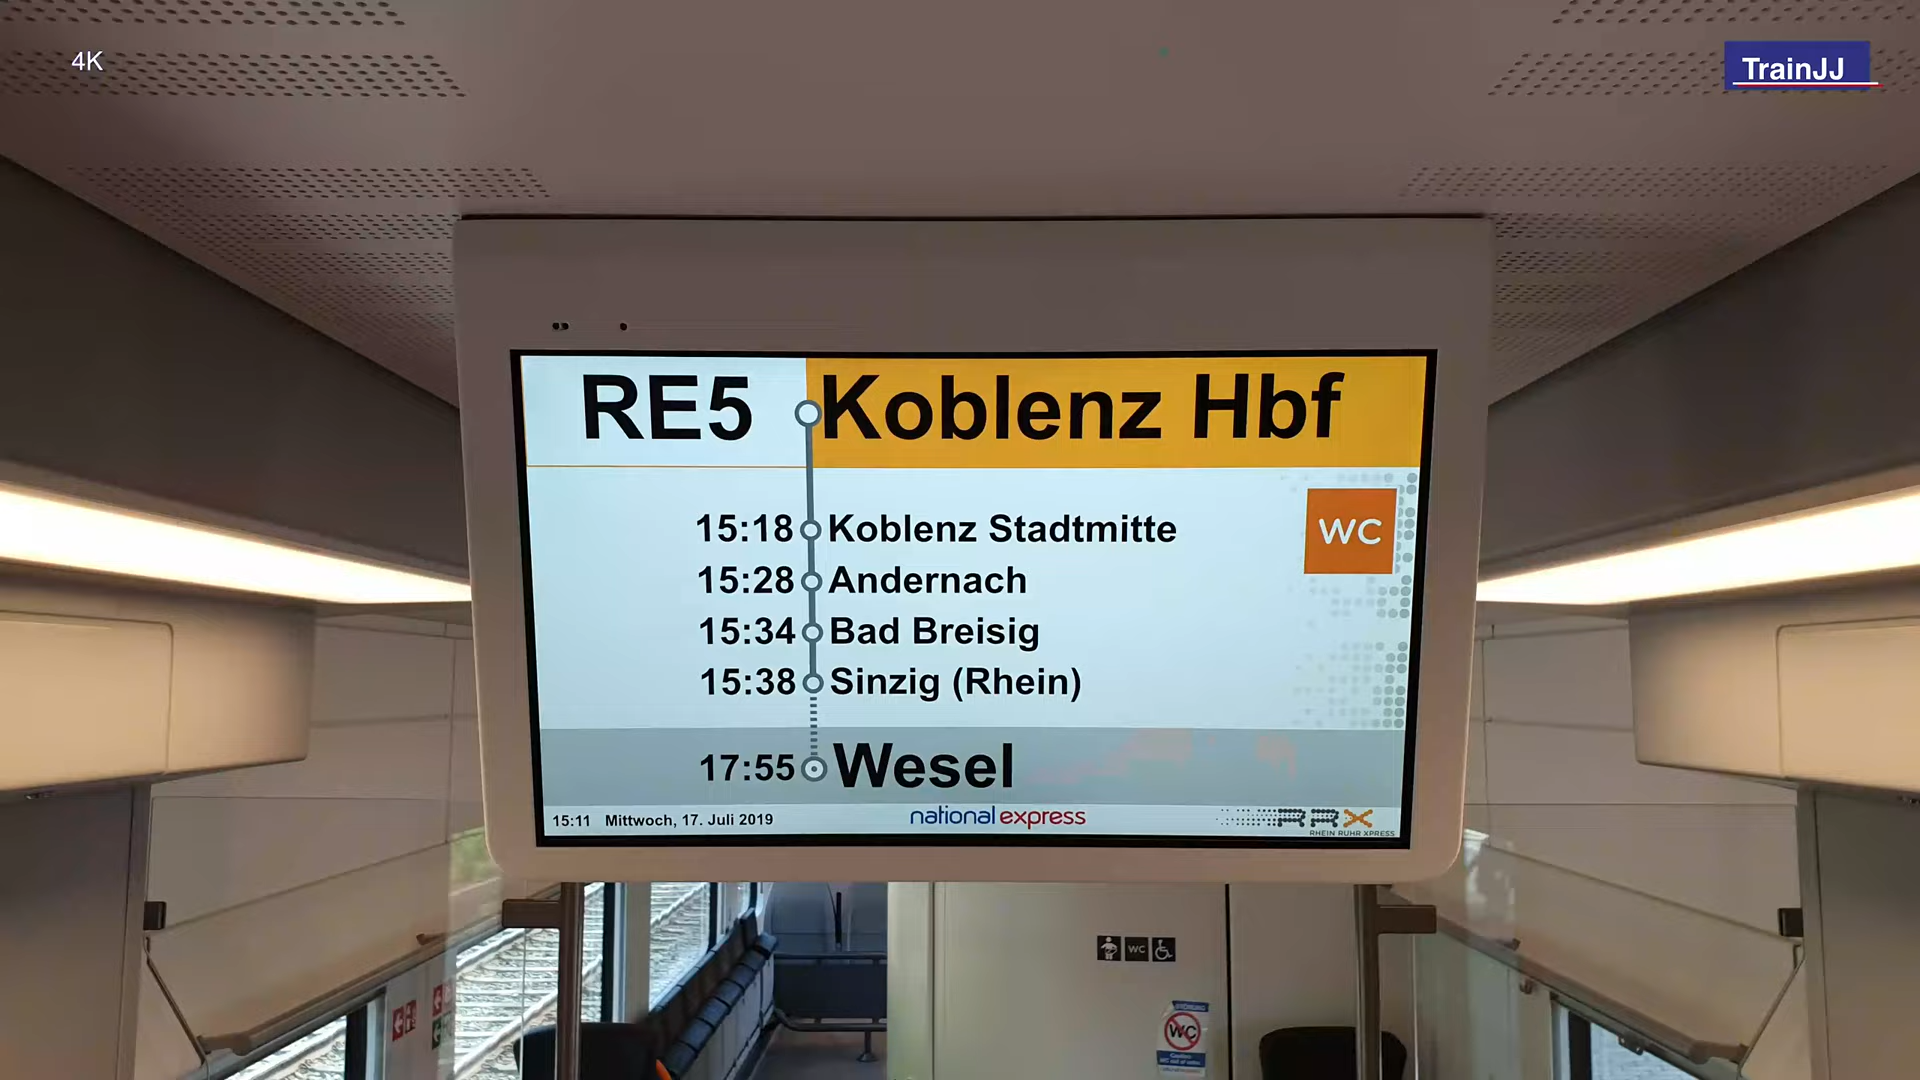 4K
TrainJJ
RE5 Koblenz Hbf
15:18 Koblenz Stadtmitte
WC
15:28 Andernach
15:34 Bad Breisig
15:38 Sinzig (Rhein)
17:55 Wesel
15:11 Mittwoch, 17. Juli 2019
national express
RRX
RHEIN RUHR XPRESS
WC
WC